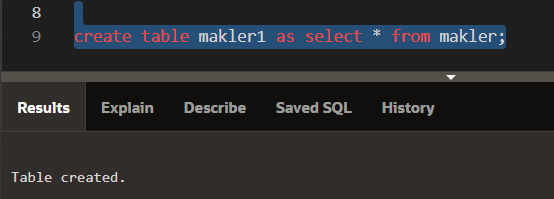 8
9 create table makler1 as select * from makler;
Results Explain Describe Saved SQL History
Table created.